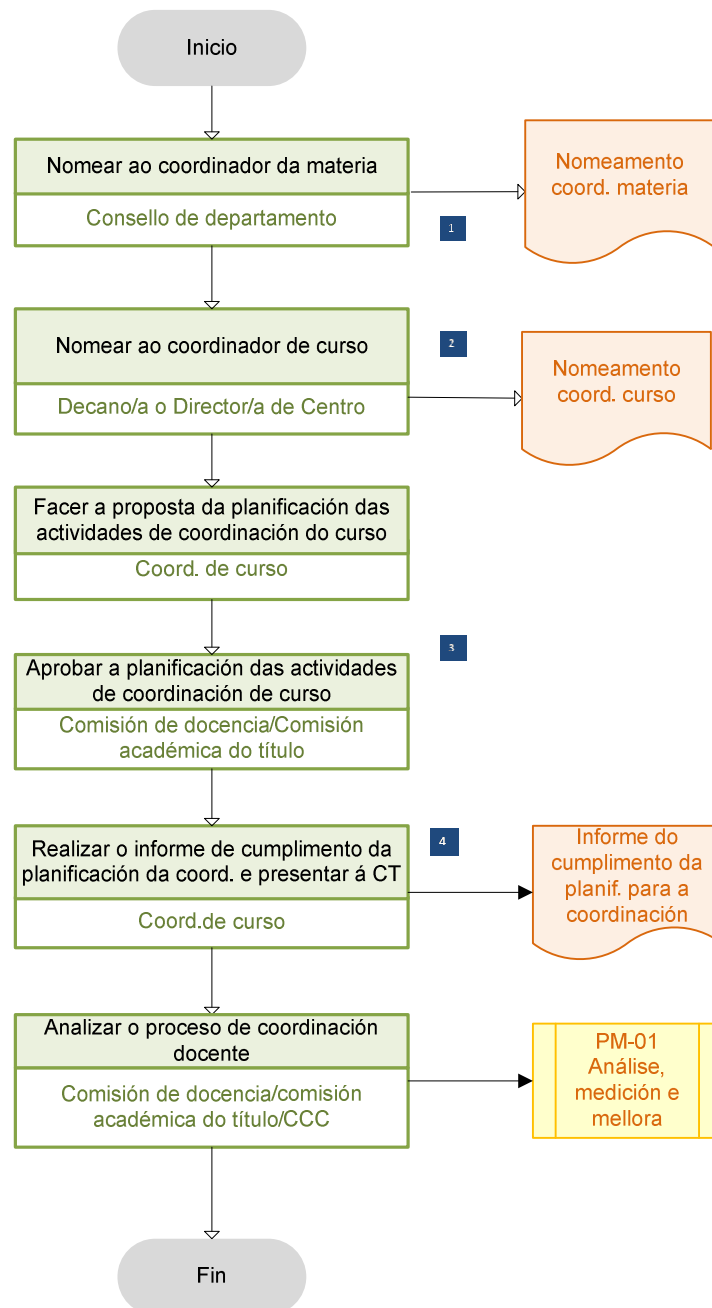 Inicio
Nomear ao coordinador da materia
Consello de departamento
Nomeamento
coord. materia
1
Nomear ao coordinador de curso
Decano/a o Director/a de Centro
2
Nomeamento
coord. curso
Facer a proposta da planificación das
actividades de coordinación do curso
Coord. de curso
3
Aprobar a planificación das actividades
de coordinación de curso
Comisión de docencia/Comisión
académica do título
4
Realizar o informe de cumplimento da
planificación da coord. e presentar á CT
Coord.de curso
Informe do
cumplimento da
planif. para a
coordinación
Analizar o proceso de coordinación
docente
Comisión de docencia/comisión
académica do título/CCC
PM-01
Análise,
medición e
mellora
Fin